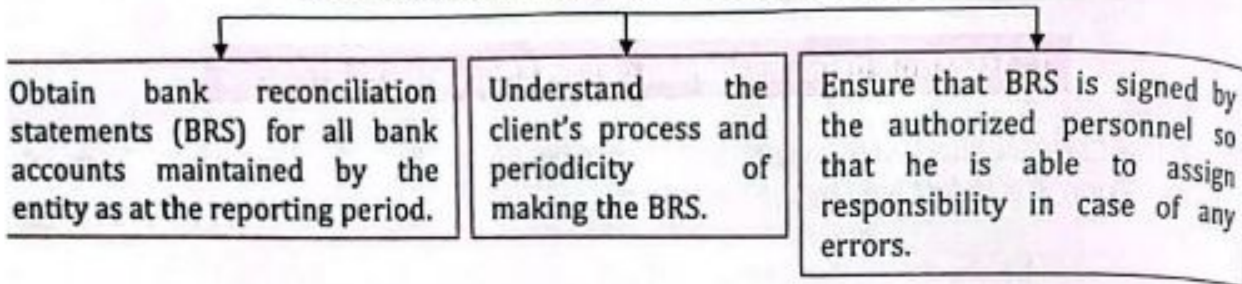 Obtain bank reconciliation
statements (BRS) for all bank
accounts maintained by the
entity as at the reporting period.
Understand the
client's process and
periodicity of
making the BRS.
Ensure that BRS is signed by
the authorized personnel so
that he is able to assign
responsibility in case of any
errors.